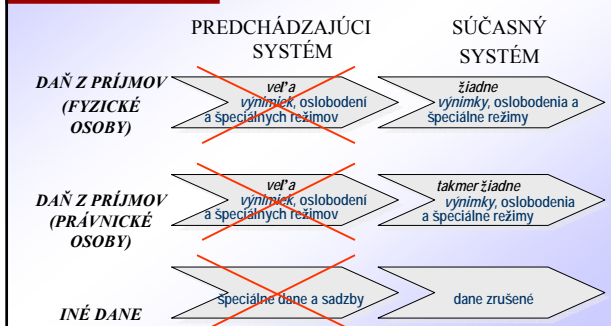 PREDCHÁDZAJÚCI
SYSTÉM
SÚČASNÝ
SYSTÉM
DAŇ Z PRÍJMOV
(FYZICKÉ
OSOBY)
veľa
výnimiek, oslobodení
a špeciálnych režimov
žiadne
výnimky, oslobodenia a
špeciálne režimy
DAŇ Z PRÍJMOV
(PRÁVNICKÉ
OSOBY)
veľa
výnimiek, oslobodení
a špeciálnych režimov
takmer žiadne
výnimky, oslobodenia
a špeciálne režimy
INÉ DANE
špeciálne dane a sadzby
dane zrušené